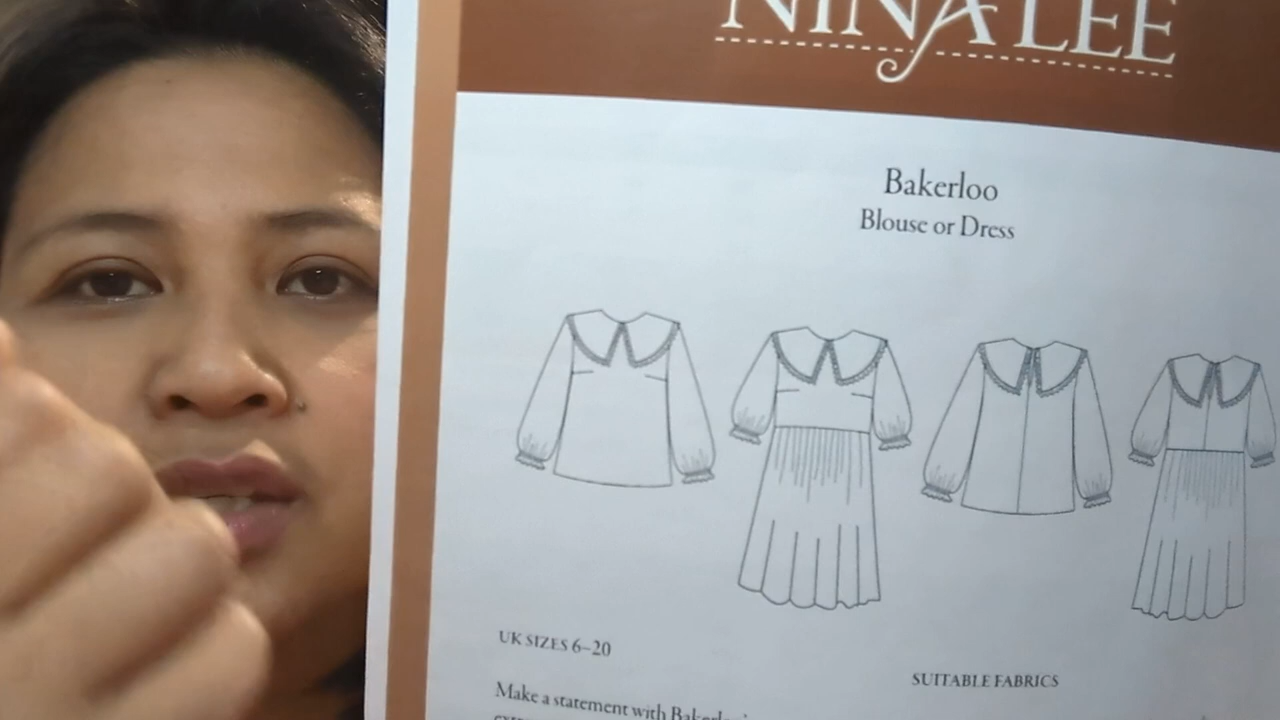 NINA LEE
Bakerloo
Blouse or Dress
UK SIZES 6–20
SUITABLE FABRICS
Make a statement with